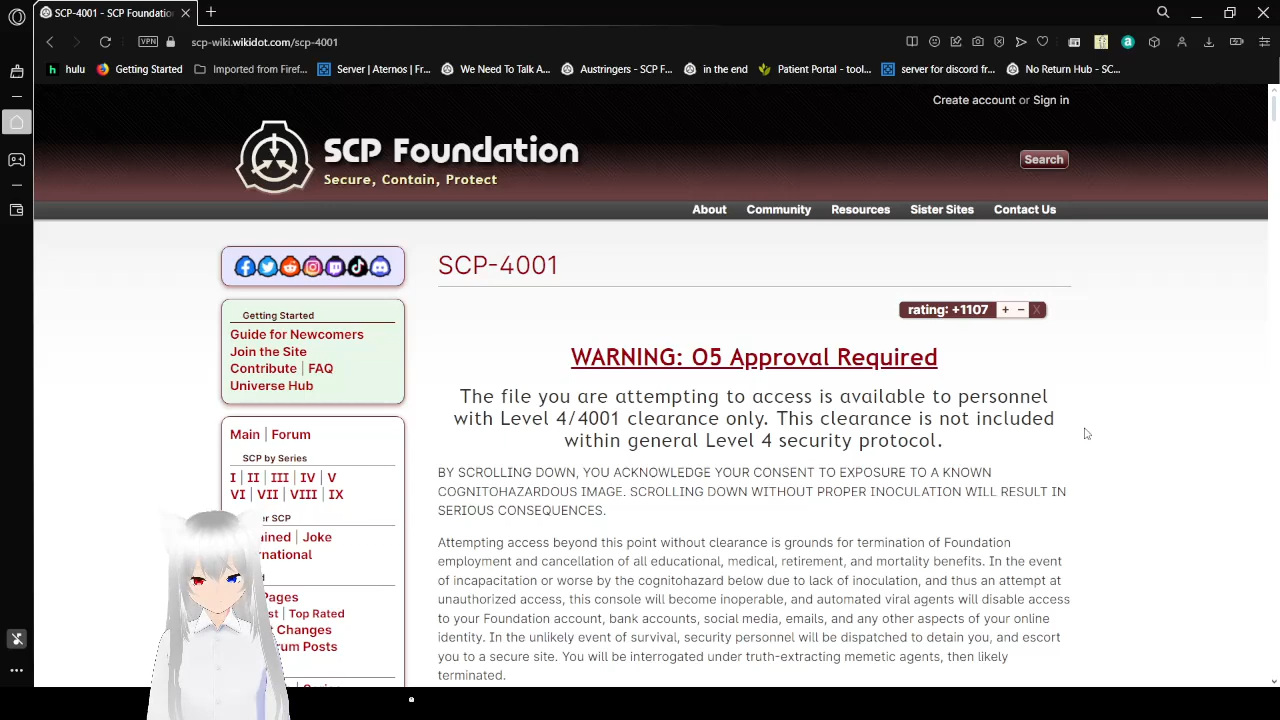 SCP-4001 - SCP Foundatio
scp-wiki.wikidot.com/scp-4001
VPN
hulu
Getting Started
Imported from Firef...
Server | Aternos | Fr...
We Need To Talk A...
Austringers - SCP F...
in the end
Patient Portal - tool...
server for discord fr...
No Return Hub - SC...
Create account or Sign in
SCP Foundation
Secure, Contain, Protect
Search
About
Community
Resources
Sister Sites
Contact Us
SCP-4001
rating: +1107 + − X
Getting Started
Guide for Newcomers
Join the Site
Contribute | FAQ
Universe Hub
Main | Forum
SCP by Series
I | II | III | IV | V
VI | VII | VIII | IX
er SCP
ained | Joke
national
Pages
st | Top Rated
t Changes
rum Posts
WARNING: O5 Approval Required
The file you are attempting to access is available to personnel
with Level 4/4001 clearance only. This clearance is not included
within general Level 4 security protocol.
BY SCROLLING DOWN, YOU ACKNOWLEDGE YOUR CONSENT TO EXPOSURE TO A KNOWN
COGNITOHAZARDOUS IMAGE. SCROLLING DOWN WITHOUT PROPER INOCULATION WILL RESULT IN
SERIOUS CONSEQUENCES.
Attempting access beyond this point without clearance is grounds for termination of Foundation
employment and cancellation of all educational, medical, retirement, and mortality benefits. In the event
of incapacitation or worse by the cognitohazard below due to lack of inoculation, and thus an attempt at
unauthorized access, this console will become inoperable, and automated viral agents will disable access
to your Foundation account, bank accounts, social media, emails, and any other aspects of your online
identity. In the unlikely event of survival, security personnel will be dispatched to detain you, and escort
you to a secure site. You will be interrogated under truth-extracting memetic agents, then likely
terminated.